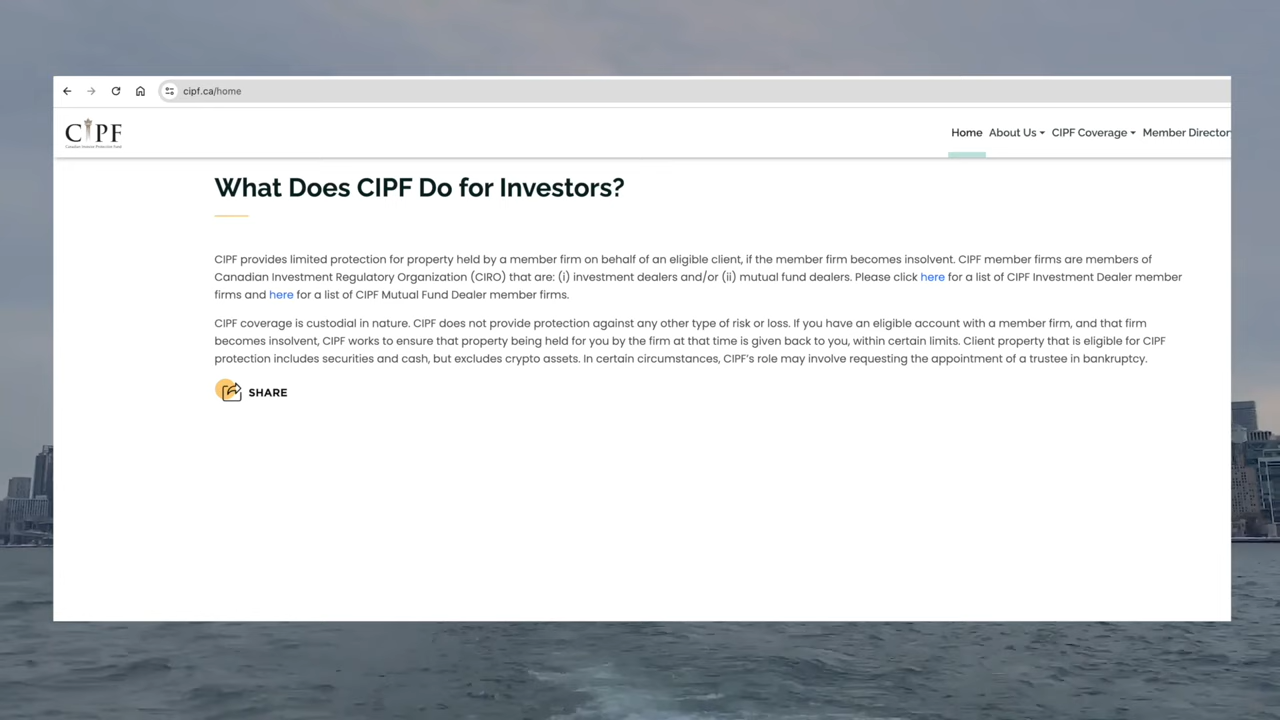 cipf.ca/home
CIPF
Canadian Investor Protection Fund
Home About Us CIPF Coverage Member Director
What Does CIPF Do for Investors?
CIPF provides limited protection for property held by a member firm on behalf of an eligible client, if the member firm becomes insolvent. CIPF member firms are members of
Canadian Investment Regulatory Organization (CIRO) that are: (i) investment dealers and/or (ii) mutual fund dealers. Please click here for a list of CIPF Investment Dealer member
firms and here for a list of CIPF Mutual Fund Dealer member firms.
CIPF coverage is custodial in nature. CIPF does not provide protection against any other type of risk or loss. If you have an eligible account with a member firm, and that firm
becomes insolvent, CIPF works to ensure that property being held for you by the firm at that time is given back to you, within certain limits. Client property that is eligible for CIPF
protection includes securities and cash, but excludes crypto assets. In certain circumstances, CIPF’s role may involve requesting the appointment of a trustee in bankruptcy.
SHARE